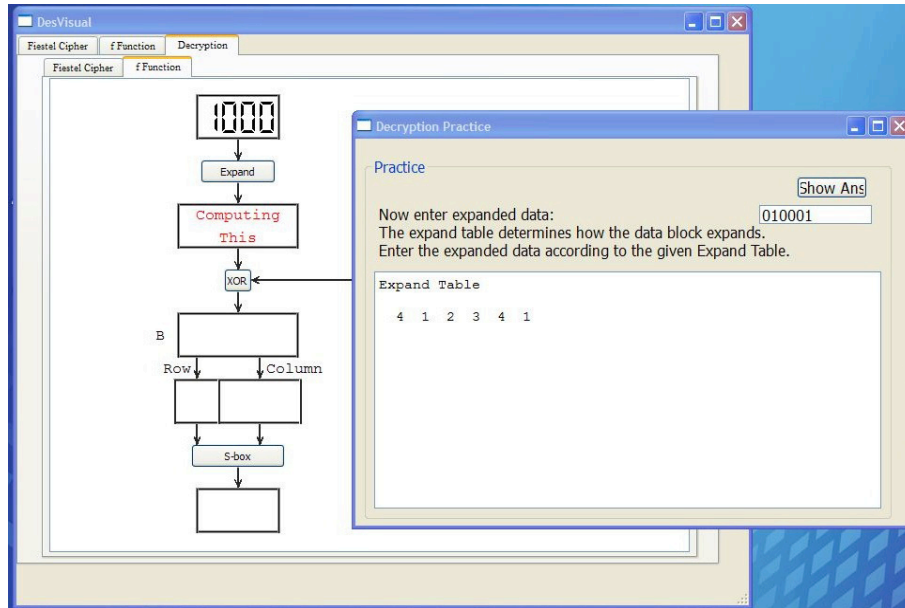 DesVisual
Fiestel Cipher f Function Decryption
Fiestel Cipher f Function
1000
Expand
Computing
This
XOR
B
Row Column
S-box
Decryption Practice
Practice
Show Ans
Now enter expanded data: 010001
The expand table determines how the data block expands.
Enter the expanded data according to the given Expand Table.
Expand Table
4 1 2 3 4 1